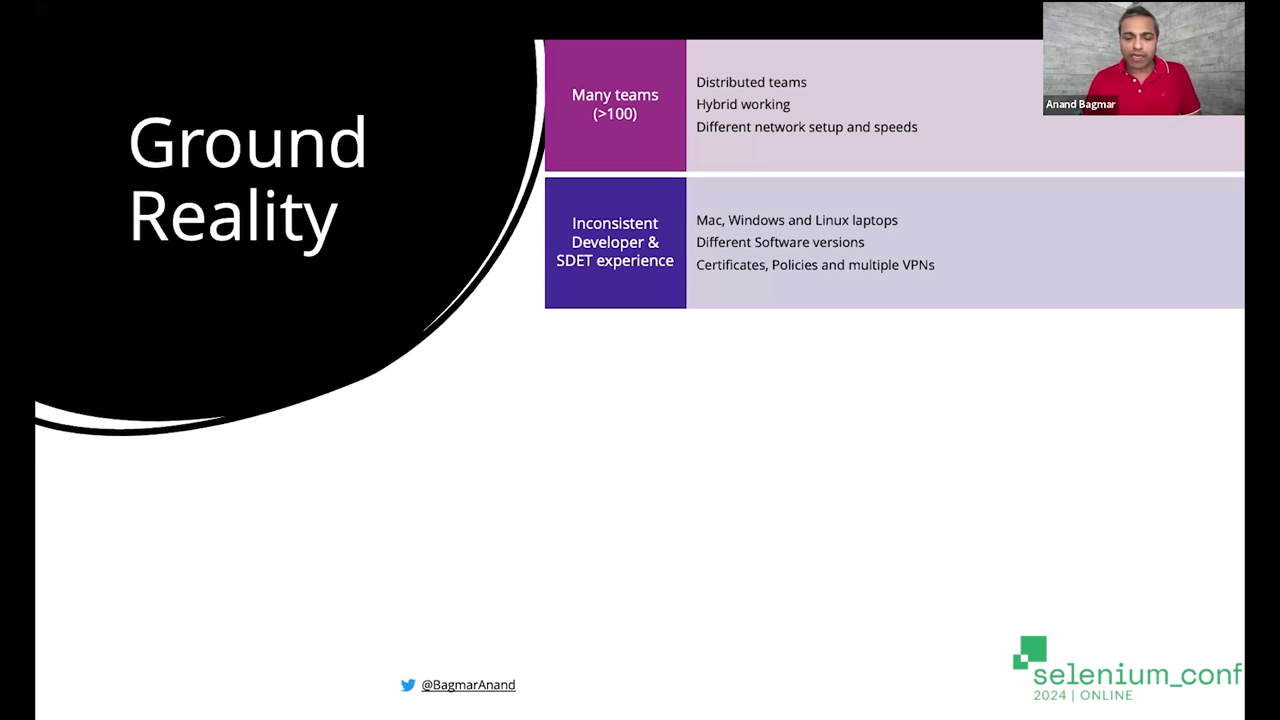 Ground
Reality
Many teams
(>100)
Distributed teams
Hybrid working
Different network setup and speeds
Inconsistent
Developer &
SDET experience
Mac, Windows and Linux laptops
Different Software versions
Certificates, Policies and multiple VPNs
Anand Bagmar
@BagmarAnand
selenium_conf
2024 | ONLINE